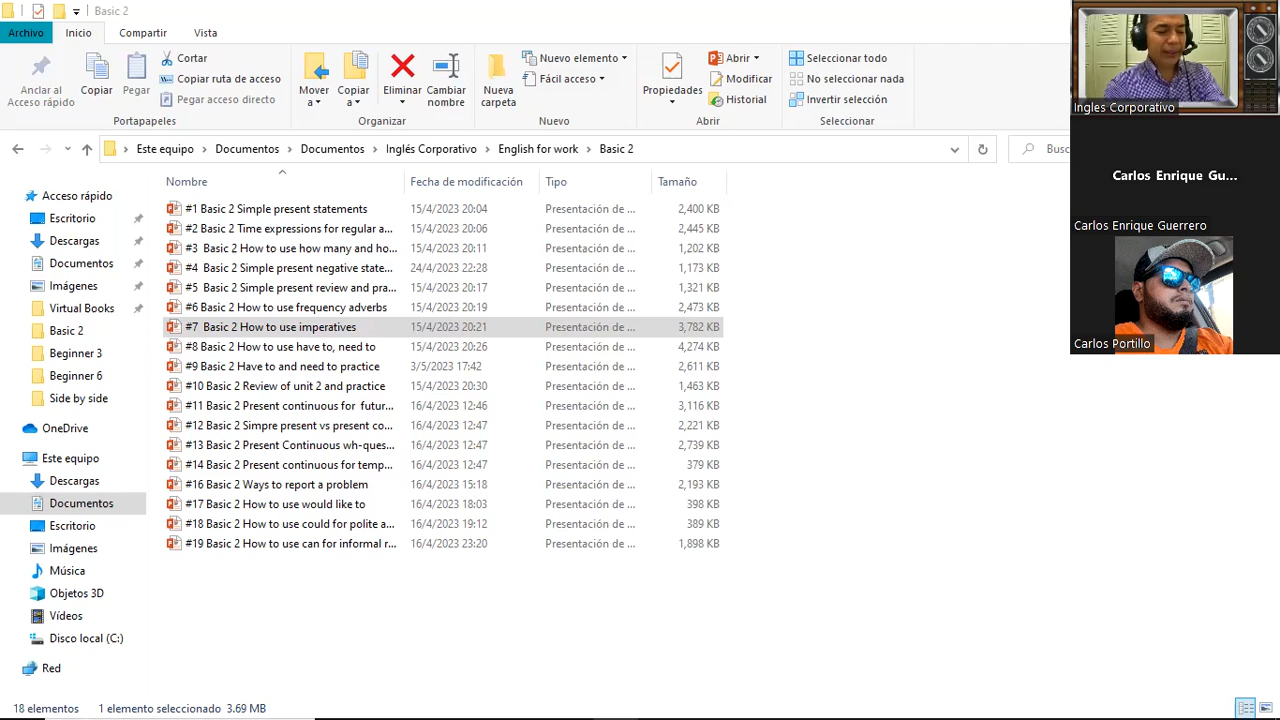 Basic 2
Archivo Inicio Compartir Vista
Anclar al Acceso rápido
Copiar
Pegar
Cortar
Copiar ruta de acceso
Pegar acceso directo
Portapapeles
Mover a
Copiar a
Eliminar
Cambiar nombre
Organizar
Nueva carpeta
Nuevo elemento
Fácil acceso
Nuevo
Propiedades
Abrir
Modificar
Historial
Abrir
Seleccionar todo
No seleccionar nada
Invertir selección
Seleccionar
Este equipo > Documentos > Documentos > Inglés Corporativo > English for work > Basic 2
Busc
Nombre Fecha de modificación Tipo Tamaño
#1 Basic 2 Simple present statements 15/4/2023 20:04 Presentación de ... 2,400 KB
#2 Basic 2 Time expressions for regular a... 15/4/2023 20:06 Presentación de ... 2,445 KB
#3 Basic 2 How to use how many and ho... 15/4/2023 20:11 Presentación de ... 1,202 KB
#4 Basic 2 Simple present negative state... 24/4/2023 22:28 Presentación de ... 1,173 KB
#5 Basic 2 Simple present review and pra... 15/4/2023 20:17 Presentación de ... 1,321 KB
#6 Basic 2 How to use frequency adverbs 15/4/2023 20:19 Presentación de ... 2,473 KB
#7 Basic 2 How to use imperatives 15/4/2023 20:21 Presentación de ... 3,782 KB
#8 Basic 2 How to use have to, need to 15/4/2023 20:26 Presentación de ... 4,274 KB
#9 Basic 2 Have to and need to practice 3/5/2023 17:42 Presentación de ... 2,611 KB
#10 Basic 2 Review of unit 2 and practice 15/4/2023 20:30 Presentación de ... 1,463 KB
#11 Basic 2 Present continuous for futur... 16/4/2023 12:46 Presentación de ... 3,116 KB
#12 Basic 2 Simpre present vs present co... 16/4/2023 12:47 Presentación de ... 2,221 KB
#13 Basic 2 Present Continuous wh-ques... 16/4/2023 12:47 Presentación de ... 2,739 KB
#14 Basic 2 Present continuous for temp... 16/4/2023 12:47 Presentación de ... 379 KB
#16 Basic 2 Ways to report a problem 16/4/2023 15:18 Presentación de ... 2,193 KB
#17 Basic 2 How to use would like to 16/4/2023 18:03 Presentación de ... 398 KB
#18 Basic 2 How to use could for polite a... 16/4/2023 19:12 Presentación de ... 389 KB
#19 Basic 2 How to use can for informal r... 16/4/2023 23:20 Presentación de ... 1,898 KB
Acceso rápido
Escritorio
Descargas
Documentos
Imágenes
Virtual Books
Basic 2
Beginner 3
Beginner 6
Side by side
OneDrive
Este equipo
Descargas
Documentos
Escritorio
Imágenes
Música
Objetos 3D
Vídeos
Disco local (C:)
Red
18 elementos 1 elemento seleccionado 3.69 MB
Ingles Corporativo
Carlos Enrique Gu...
Carlos Enrique Guerrero
Carlos Portillo